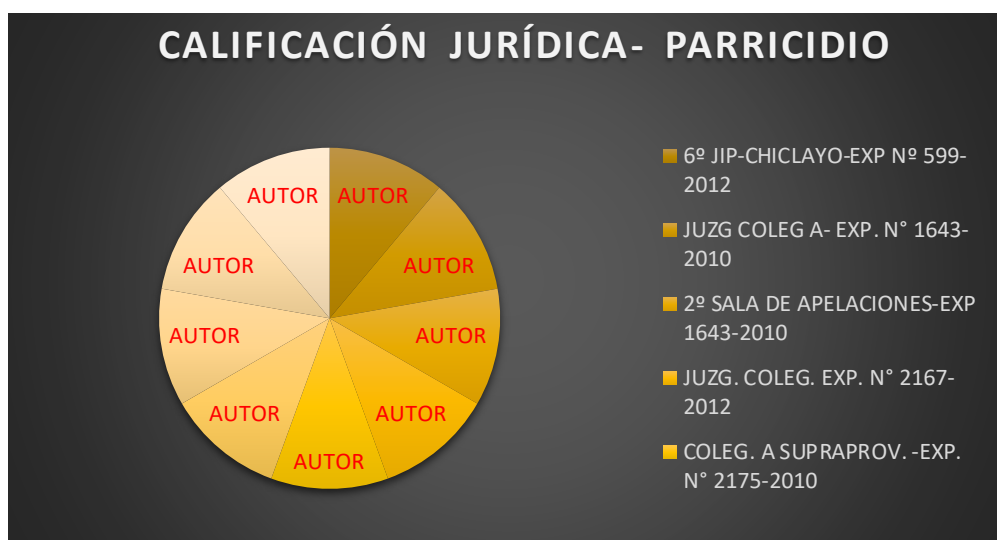 CALIFICACIÓN JURÍDICA- PARRICIDIO
AUTOR
AUTOR
AUTOR
AUTOR
AUTOR
AUTOR
AUTOR
AUTOR
AUTOR
6º JIP-CHICLAYO-EXP Nº 599-
2012
JUZG COLEG A- EXP. N° 1643-
2010
2º SALA DE APELACIONES-EXP
1643-2010
JUZG. COLEG. EXP. N° 2167-
2012
COLEG. A SUPRAPROV. -EXP.
N° 2175-2010